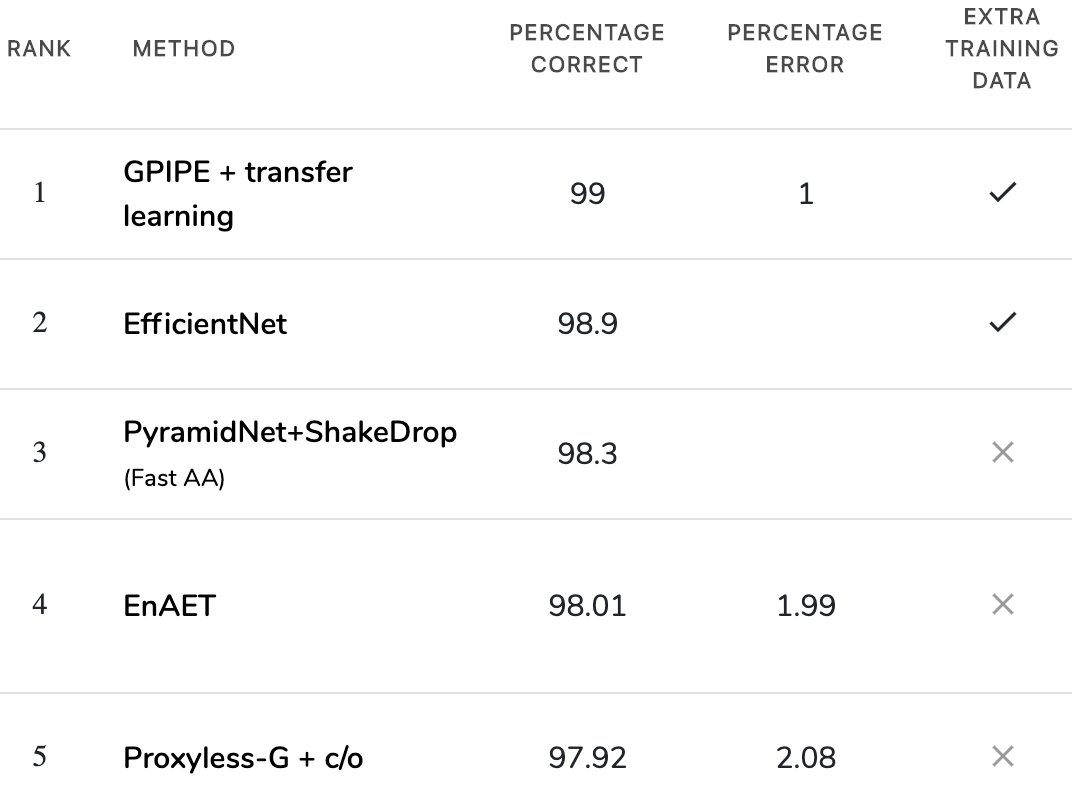 RANK METHOD PERCENTAGE CORRECT PERCENTAGE ERROR EXTRA TRAINING DATA
1 GPIPE + transfer learning 99 1 ✓
2 EfficientNet 98.9 ✓
3 PyramidNet+ShakeDrop (Fast AA) 98.3 ×
4 EnAET 98.01 1.99 ×
5 Proxyless-G + c/o 97.92 2.08 ×